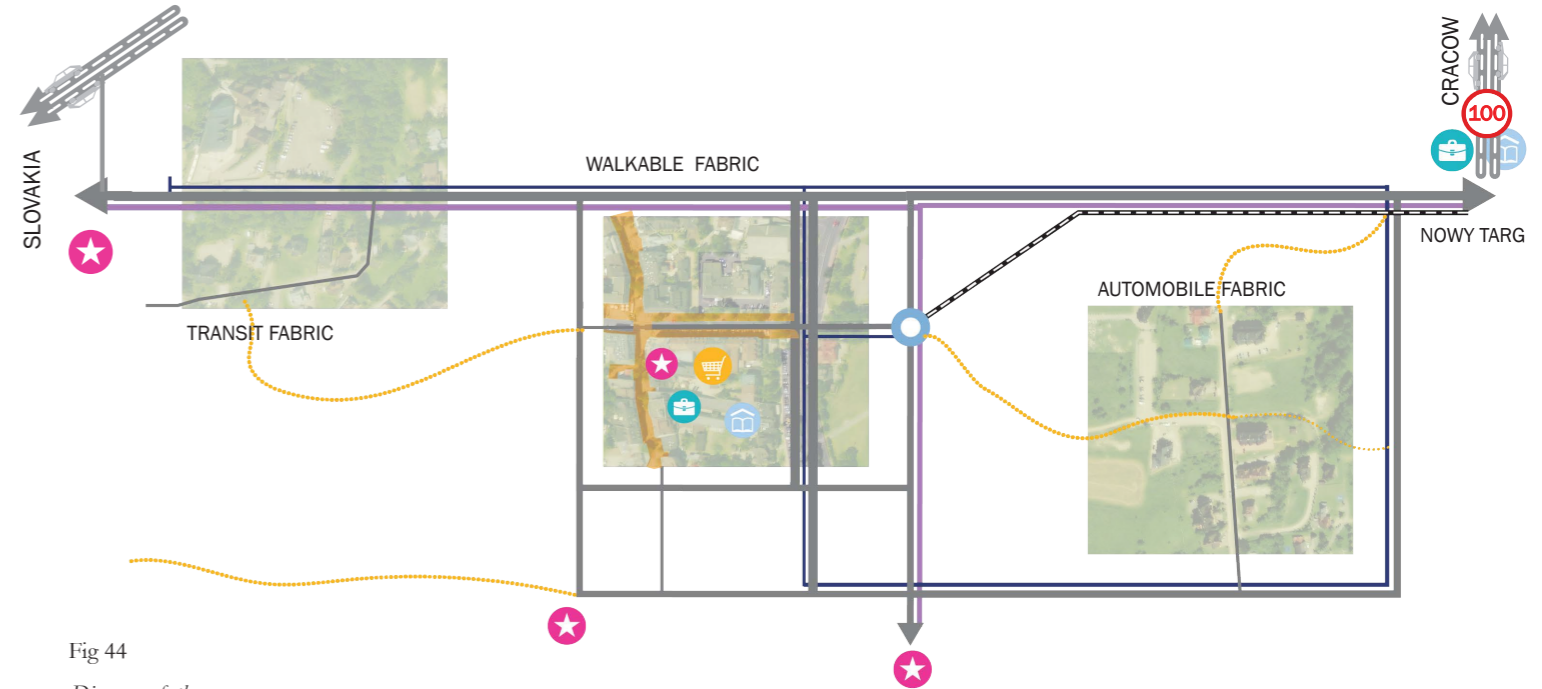 CRACOW
100
WALKABLE FABRIC
SLOVAKIA
NOWY TARG
AUTOMOBILE FABRIC
TRANSIT FABRIC
Fig 44